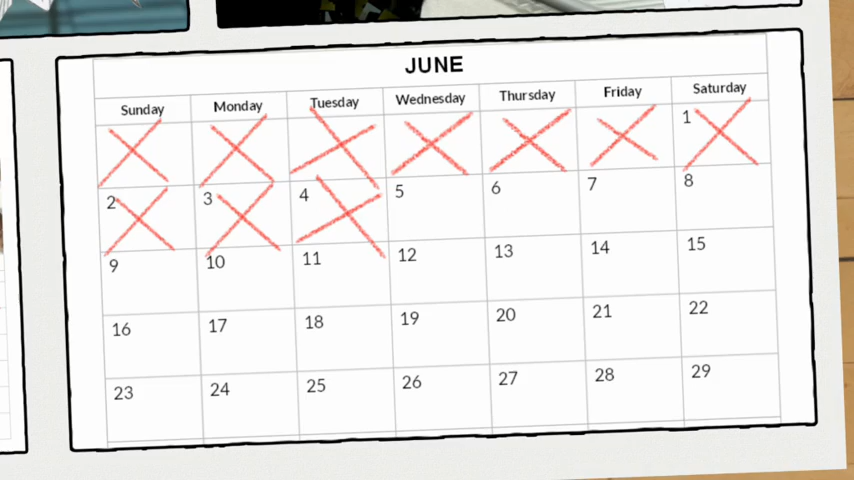 JUNE
Sunday Monday Tuesday Wednesday Thursday Friday Saturday
1
2 3 4 5 6 7 8
9 10 11 12 13 14 15
16 17 18 19 20 21 22
23 24 25 26 27 28 29